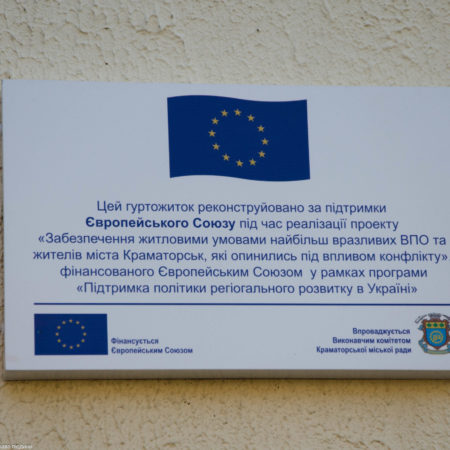 Цей гуртожиток реконструйовано за підтримки
Європейського Союзу під час реалізації проекту
«Забезпечення житловими умовами найбільш вразливих ВПО та
жителів міста Краматорськ, які опинились під впливом конфлікту»
фінансованого Європейським Союзом у рамках програми
«Підтримка політики регіогального розвитку в Україні»
Фінансується
Європейським Союзом
Впроваджується
Виконавчим комітетом
Краматорської міської ради